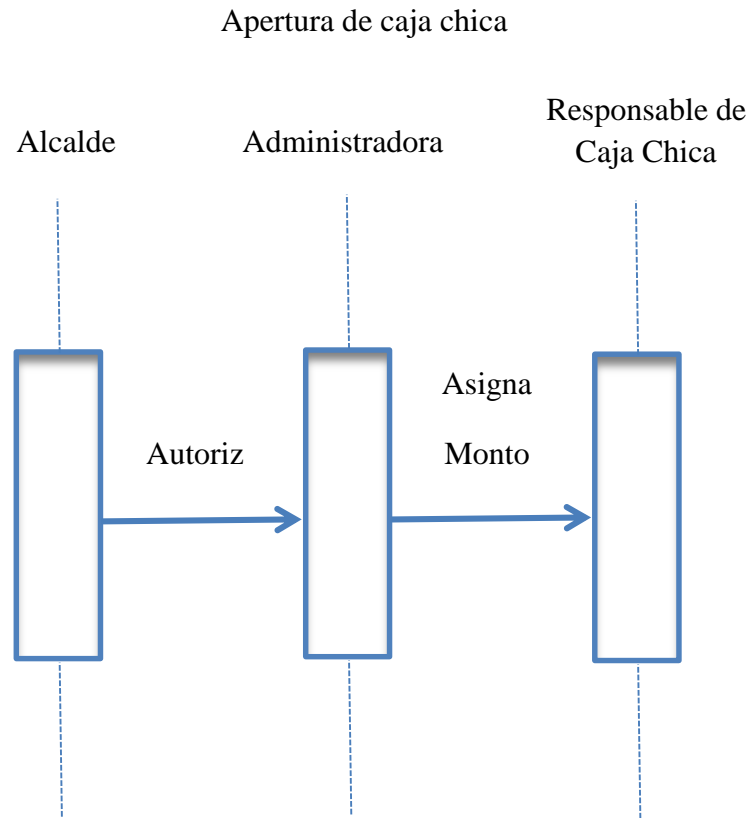 Apertura de caja chica
Alcalde
Administradora
Responsable de
Caja Chica
Autoriz
Asigna
Monto